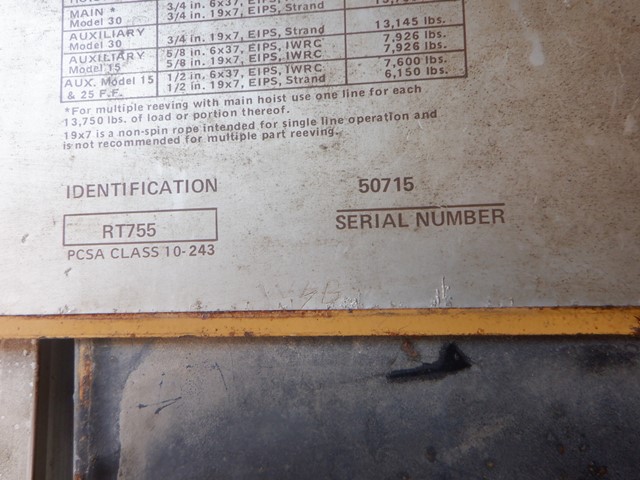 3/4 in. 6x37, EIPS,
MAIN * 3/4 in. 19x7, EIPS, Strand
Model 30
AUXILIARY 3/4 in. 19x7, EIPS, Strand 13,145 lbs.
Model 30
AUXILIARY 5/8 in. 6x37, EIPS, IWRC 7,926 lbs.
Model 15 5/8 in. 19x7, EIPS, IWRC 7,926 lbs.
AUX. Model 15 1/2 in. 6x37, EIPS, IWRC 7,600 lbs.
& 25 F.F. 1/2 in. 19x7, EIPS, Strand 6,150 lbs.
*For multiple reeving with main hoist use one line for each
13,750 lbs. of load or portion thereof.
19x7 is a non-spin rope intended for single line operation and
is not recommended for multiple part reeving.
IDENTIFICATION 50715
RT755 SERIAL NUMBER
PCSA CLASS 10-243